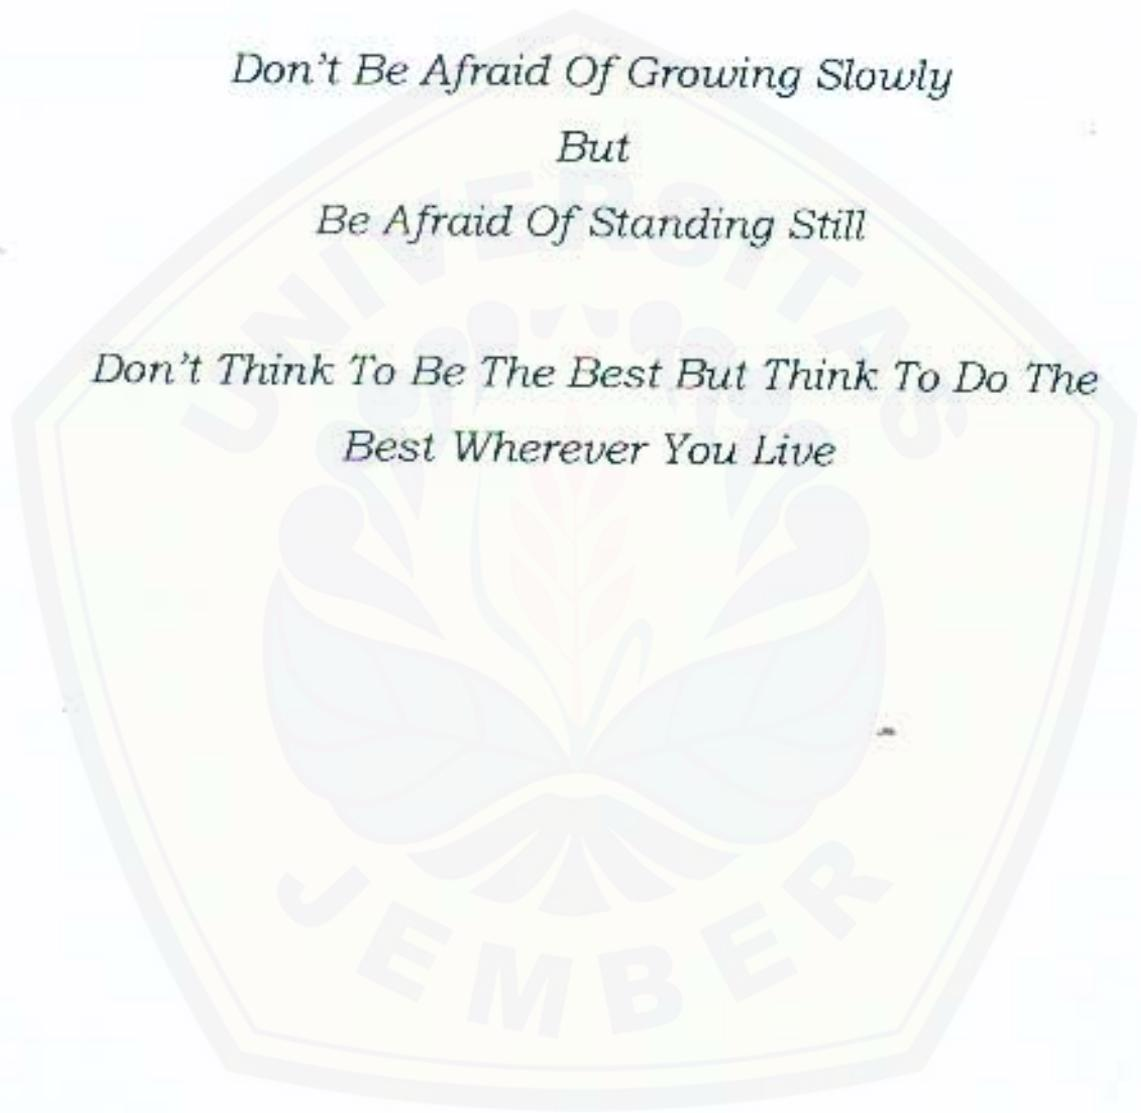 Don't Be Afraid Of Growing Slowly
But
Be Afraid Of Standing Still
Don't Think To Be The Best But Think To Do The
Best Wherever You Live
UNIVERSITAS
JEMBER